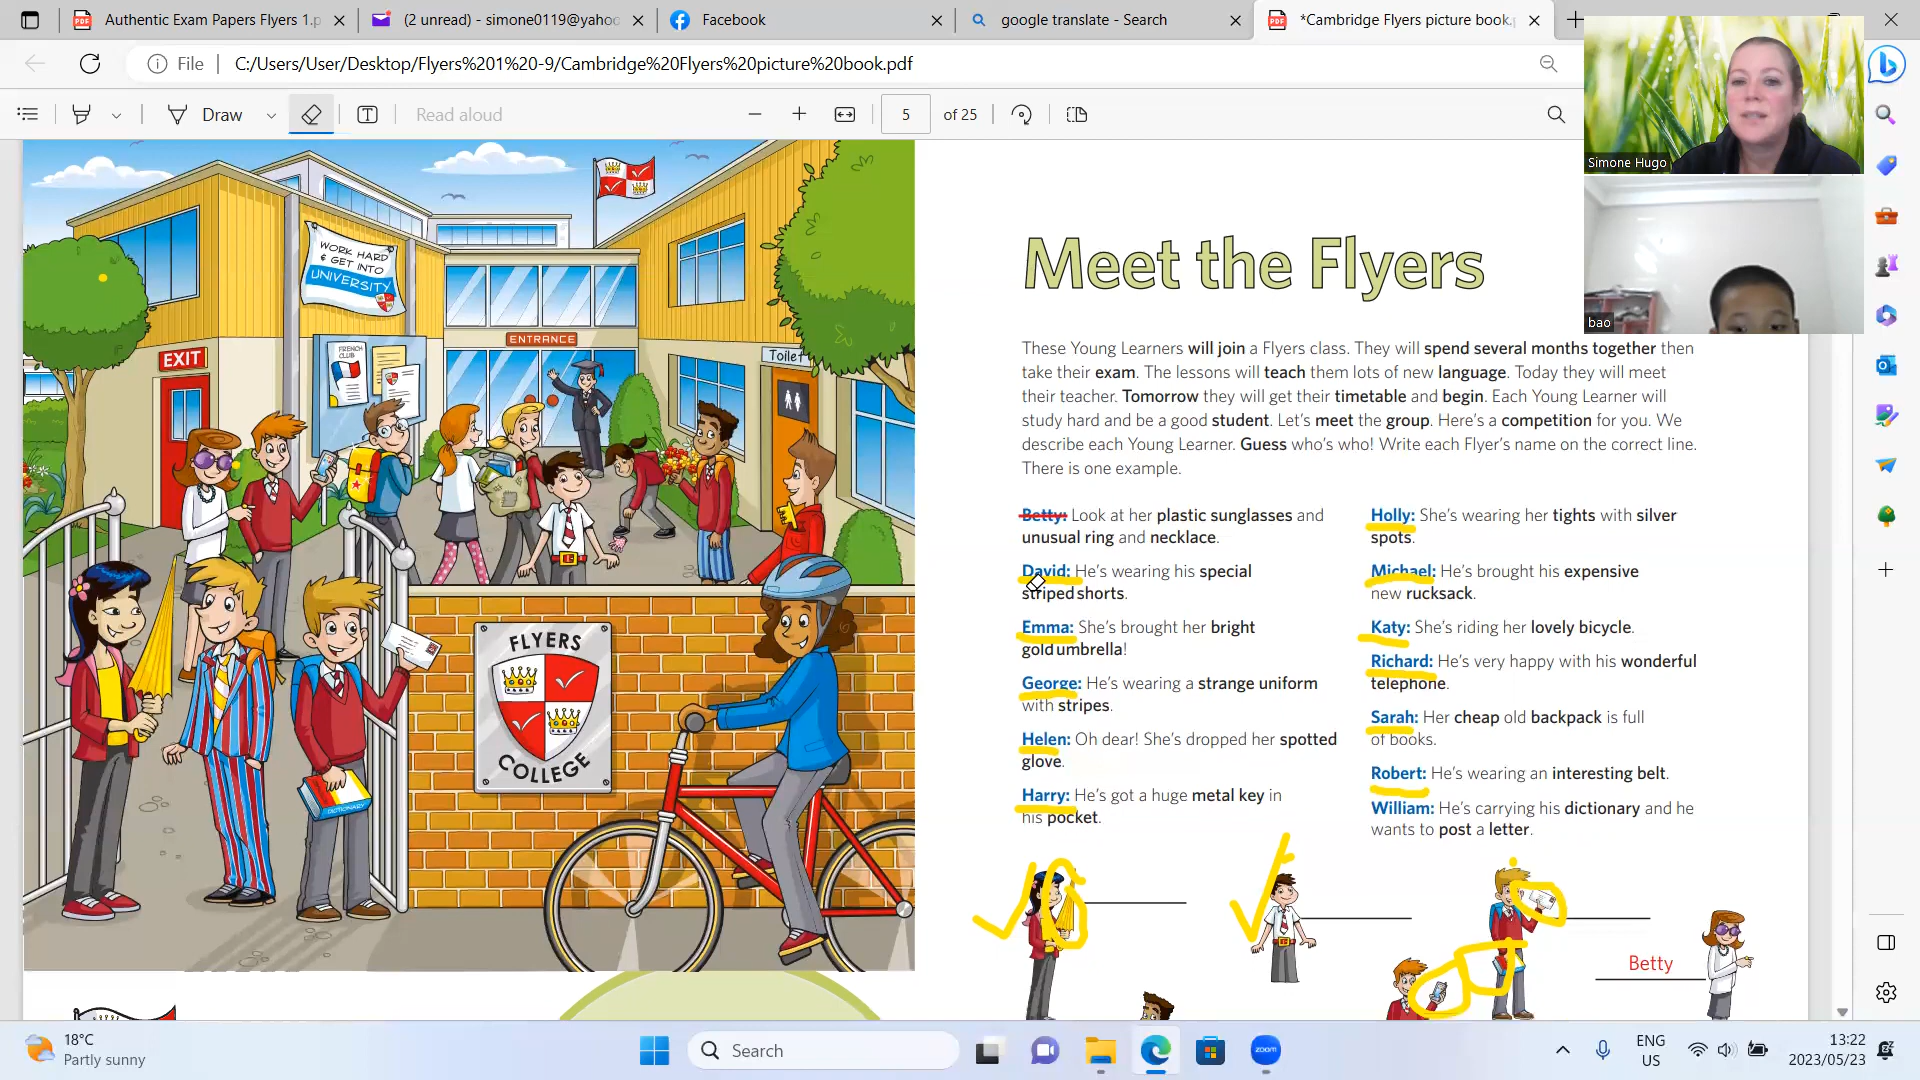 Authentic Exam Papers Flyers 1.p
(2 unread) - simone0119@yahoo
Facebook
google translate - Search
*Cambridge Flyers picture book.
File
C:/Users/User/Desktop/Flyers%201%20-9/Cambridge%20Flyers%20picture%20book.pdf
Draw
Read aloud
5
of 25
Simone Hugo
bao
WORK HARD
& GET INTO
UNIVERSITY
FRENCH
CLUB
EXIT
ENTRANCE
Toilet
FLYERS
COLLEGE
DICTIONARY
Meet the Flyers
These Young Learners will join a Flyers class. They will spend several months together then
take their exam. The lessons will teach them lots of new language. Today they will meet
their teacher. Tomorrow they will get their timetable and begin. Each Young Learner will
study hard and be a good student. Let's meet the group. Here's a competition for you. We
describe each Young Learner. Guess who's who! Write each Flyer's name on the correct line.
There is one example.
Betty: Look at her plastic sunglasses and
unusual ring and necklace.
David: He's wearing his special
striped shorts.
Emma: She's brought her bright
gold umbrella!
George: He's wearing a strange uniform
with stripes.
Helen: Oh dear! She's dropped her spotted
glove.
Harry: He's got a huge metal key in
his pocket.
Holly: She's wearing her tights with silver
spots.
Michael: He's brought his expensive
new rucksack.
Katy: She's riding her lovely bicycle.
Richard: He's very happy with his wonderful
telephone.
Sarah: Her cheap old backpack is full
of books.
Robert: He's wearing an interesting belt.
William: He's carrying his dictionary and he
wants to post a letter.
Betty
18°C
Partly sunny
Search
zoom
ENG
US
13:22
2023/05/23